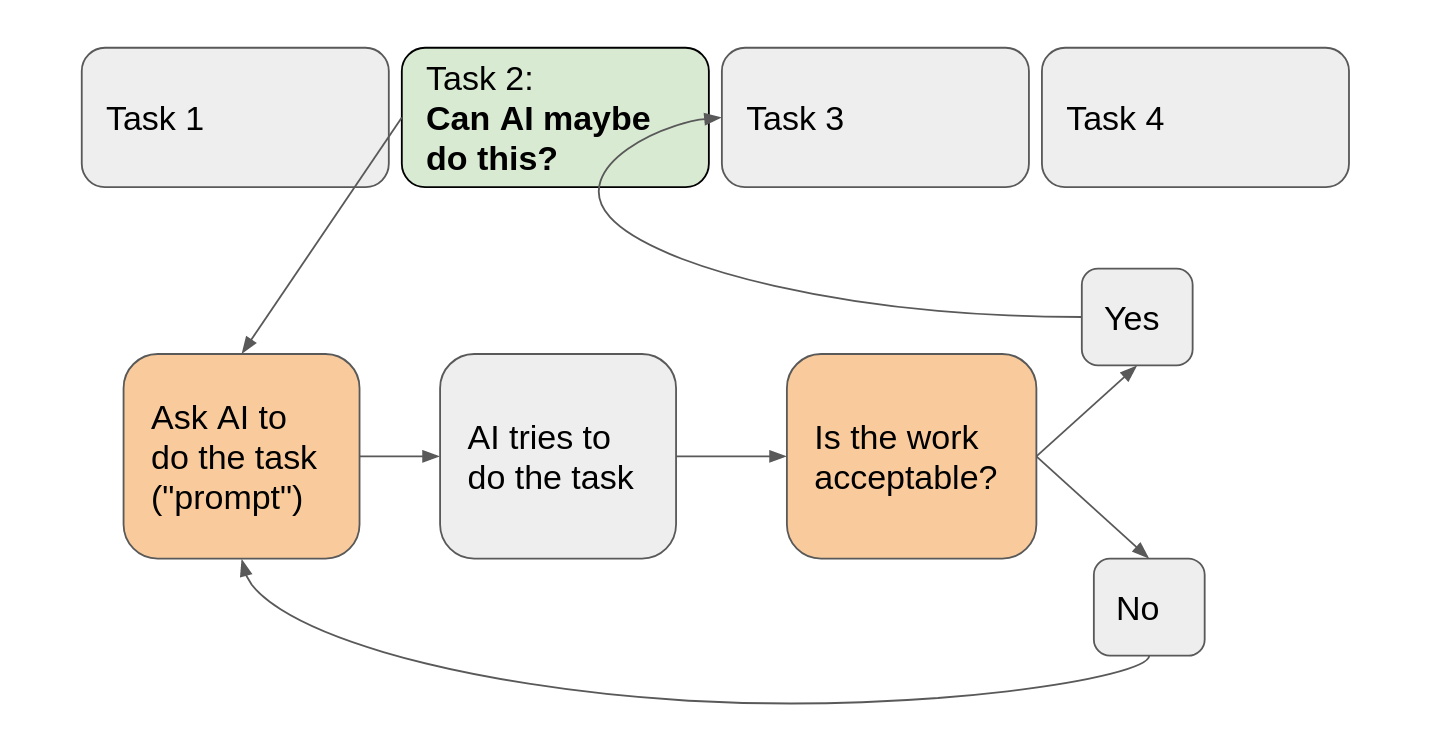 Task 1
Task 2:
Can AI maybe
do this?
Task 3
Task 4
Yes
Ask AI to
do the task
("prompt")
AI tries to
do the task
Is the work
acceptable?
No